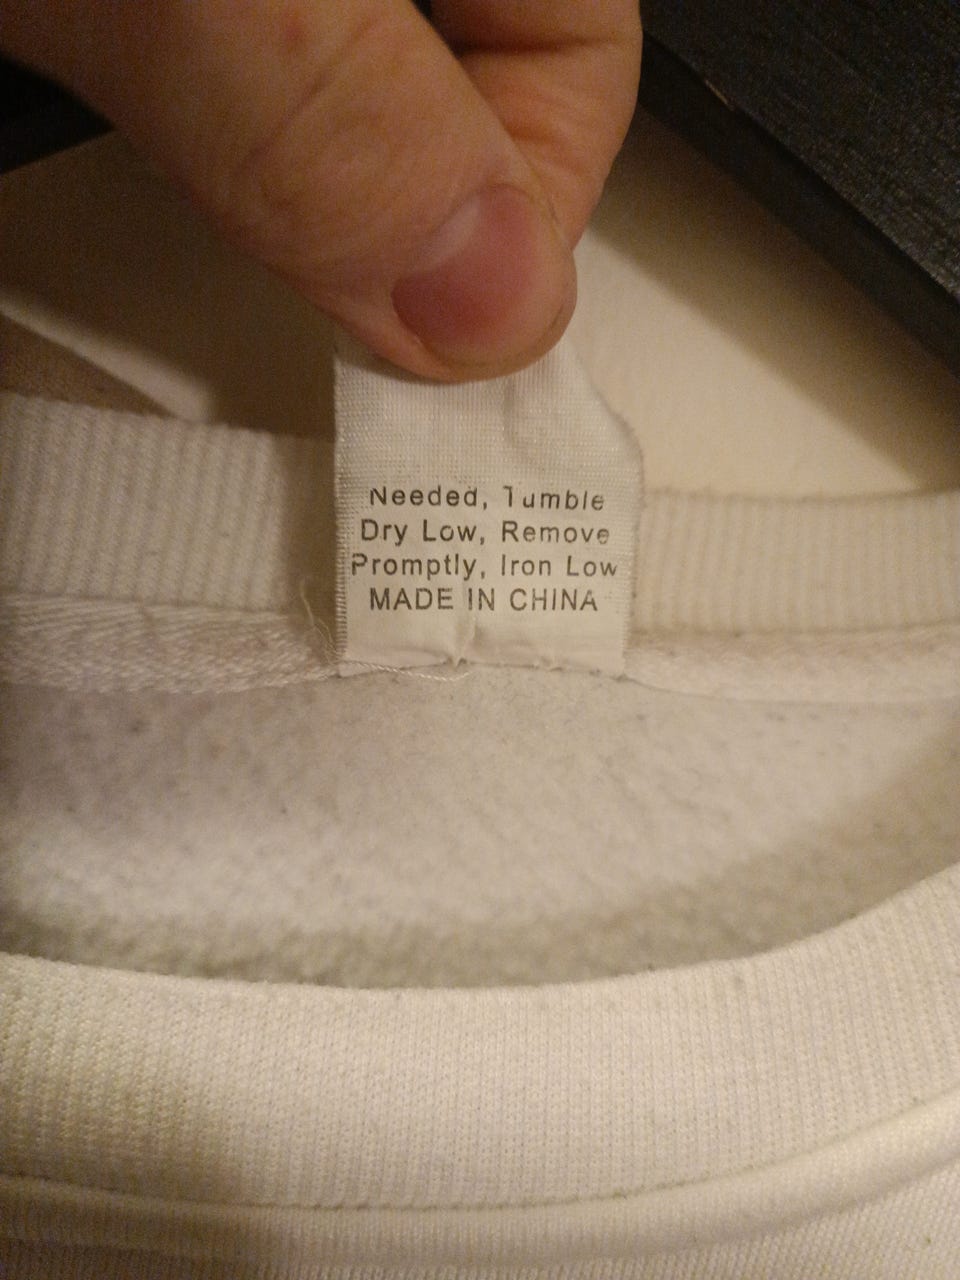 Needed, Tumble
Dry Low, Remove
Promptly, Iron Low
MADE IN CHINA